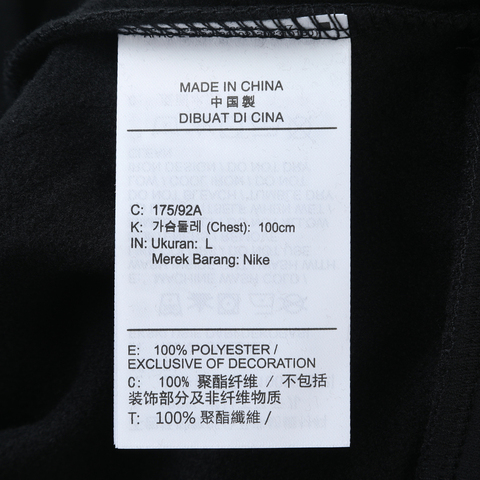 MADE IN CHINA
中國製
DIBUAT DI CINA
C: 175/92A
K: 가슴둘레 (Chest): 100cm
IN: Ukuran: L
Merek Barang: Nike
E: 100% POLYESTER /
EXCLUSIVE OF DECORATION
C: 100% 聚酯纤维 / 不包括
装饰部分及非纤维物质
T: 100% 聚酯纖維 /